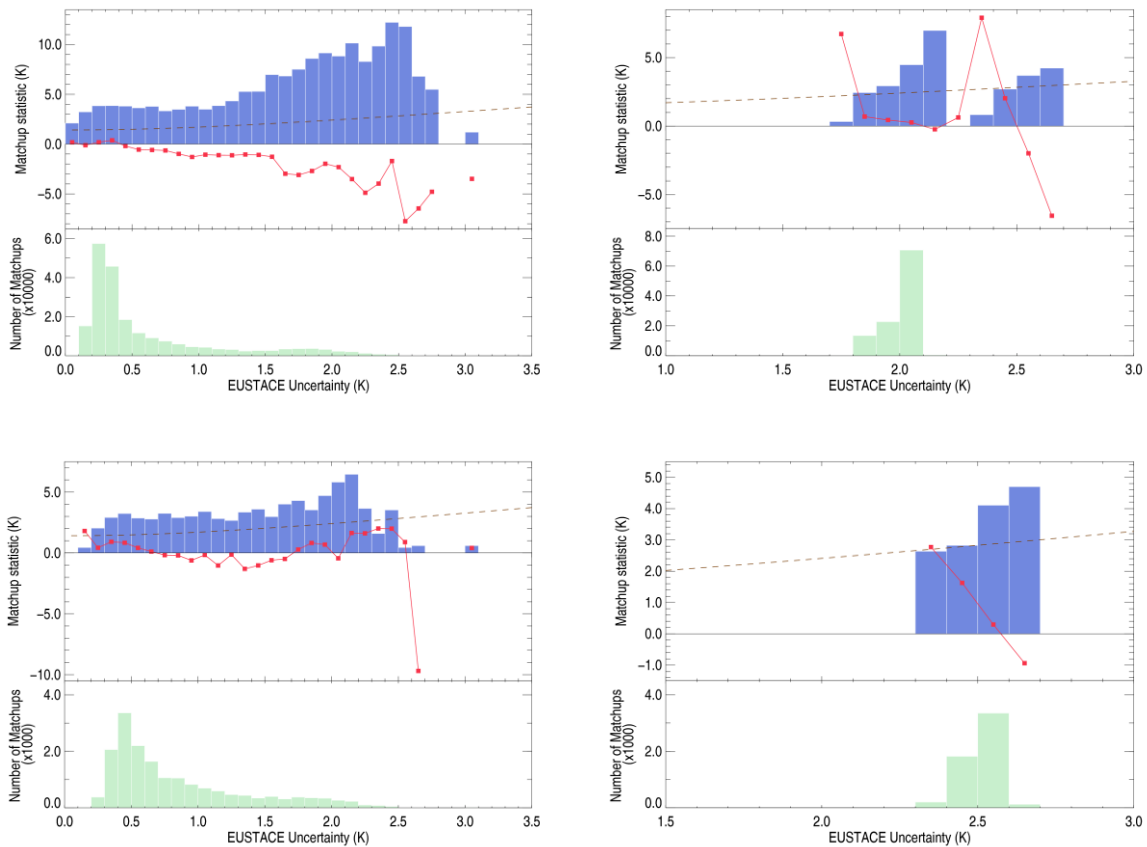 10.0
5.0
0.0
−5.0
Matchup statistic (K)
6.0
4.0
2.0
0.0
Number of Matchups
(x10000)
0.0 0.5 1.0 1.5 2.0 2.5 3.0 3.5
EUSTACE Uncertainty (K)
5.0
0.0
−5.0
Matchup statistic (K)
8.0
6.0
4.0
2.0
0.0
Number of Matchups
(x10000)
1.0 1.5 2.0 2.5 3.0
EUSTACE Uncertainty (K)
5.0
0.0
−5.0
−10.0
Matchup statistic (K)
4.0
2.0
0.0
Number of Matchups
(x1000)
0.0 0.5 1.0 1.5 2.0 2.5 3.0 3.5
EUSTACE Uncertainty (K)
5.0
4.0
3.0
2.0
1.0
0.0
−1.0
Matchup statistic (K)
4.0
2.0
0.0
Number of Matchups
(x1000)
1.5 2.0 2.5 3.0
EUSTACE Uncertainty (K)